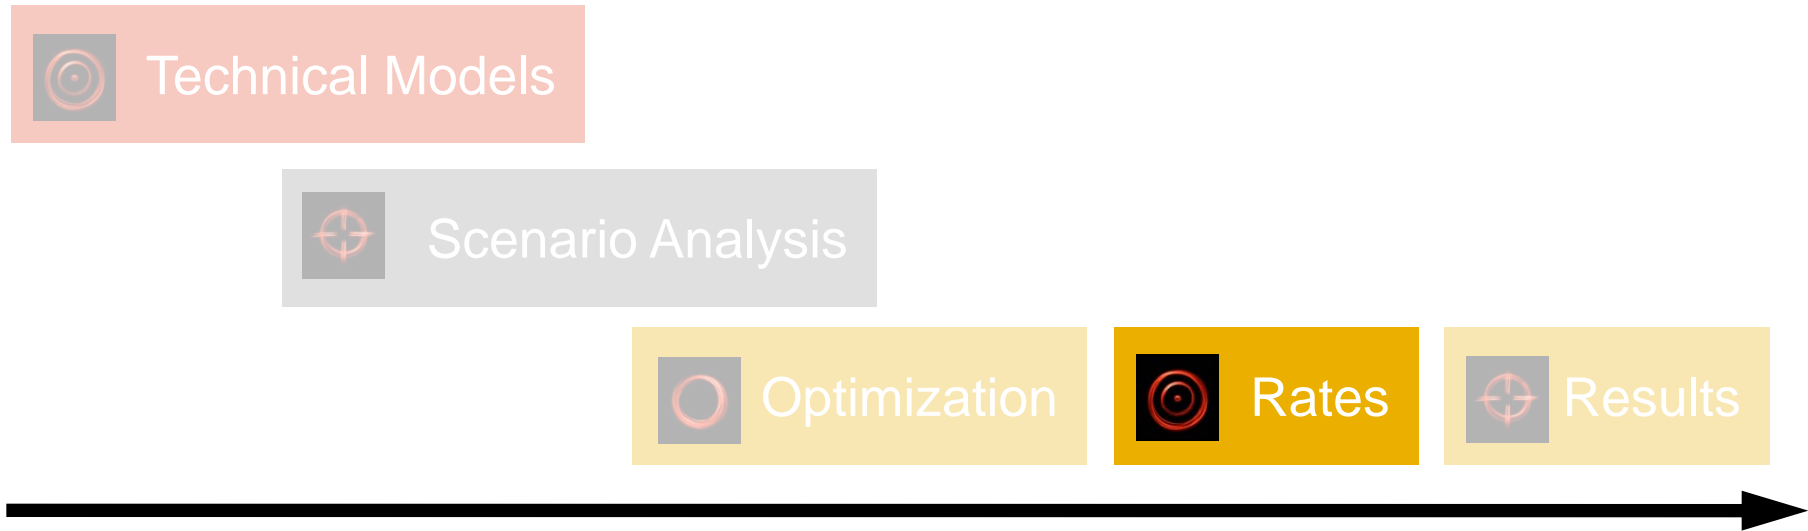 Technical Models
Scenario Analysis
Optimization
Rates
Results